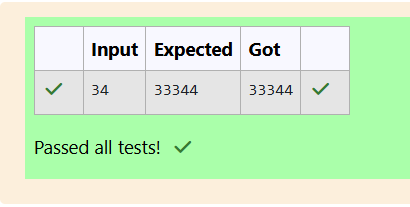 Input Expected Got
34 33344 33344
Passed all tests!